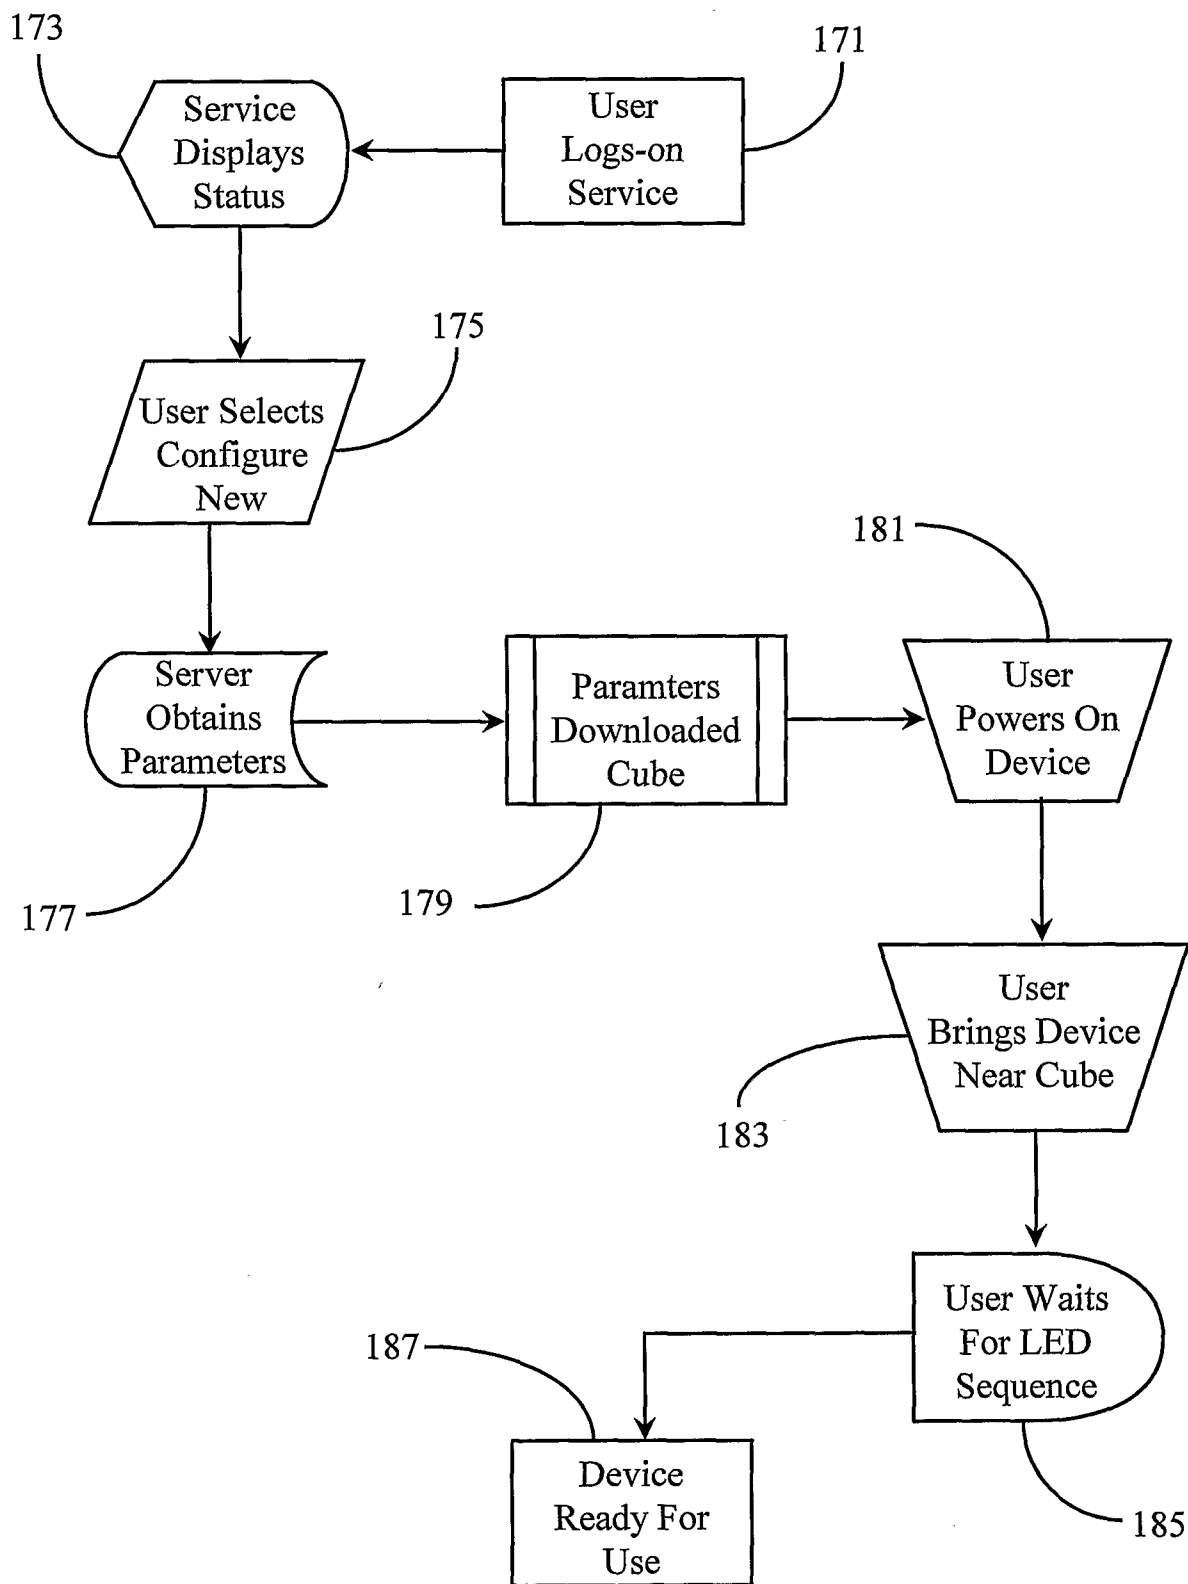 173
171
User
Logs-on
Service
Service
Displays
Status
175
User Selects
Configure
New
181
Server
Obtains
Parameters
Paramters
Downloaded
Cube
User
Powers On
Device
177
179
User
Brings Device
Near Cube
183
User Waits
For LED
Sequence
187
Device
Ready For
Use
185